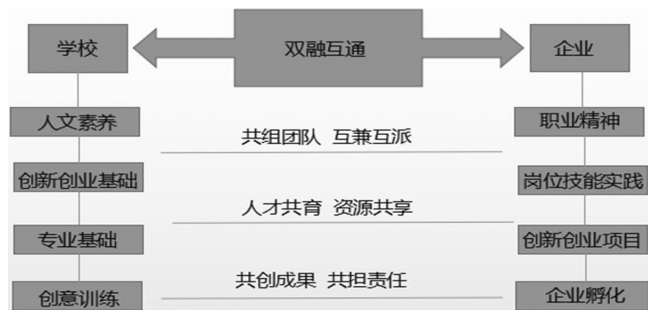 学校
双融互通
企业
人文素养
职业精神
共组团队 互兼互派
创新创业基础
岗位技能实践
人才共育 资源共享
专业基础
创新创业项目
共创成果 共担责任
创意训练
企业孵化